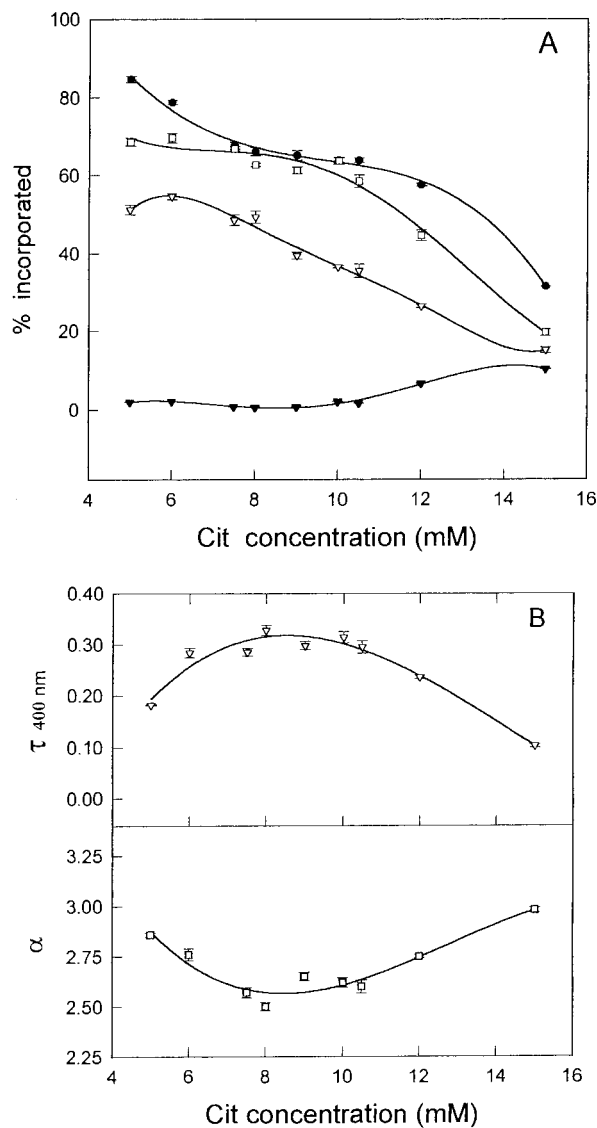 A
100
80
60
40
20
0
% incorporated
4 6 8 10 12 14 16
Cit concentration (mM)
B
0.40
0.30
0.20
0.10
0.00
τ 400 nm
3.25
3.00
2.75
2.50
2.25
α
4 6 8 10 12 14 16
Cit concentration (mM)